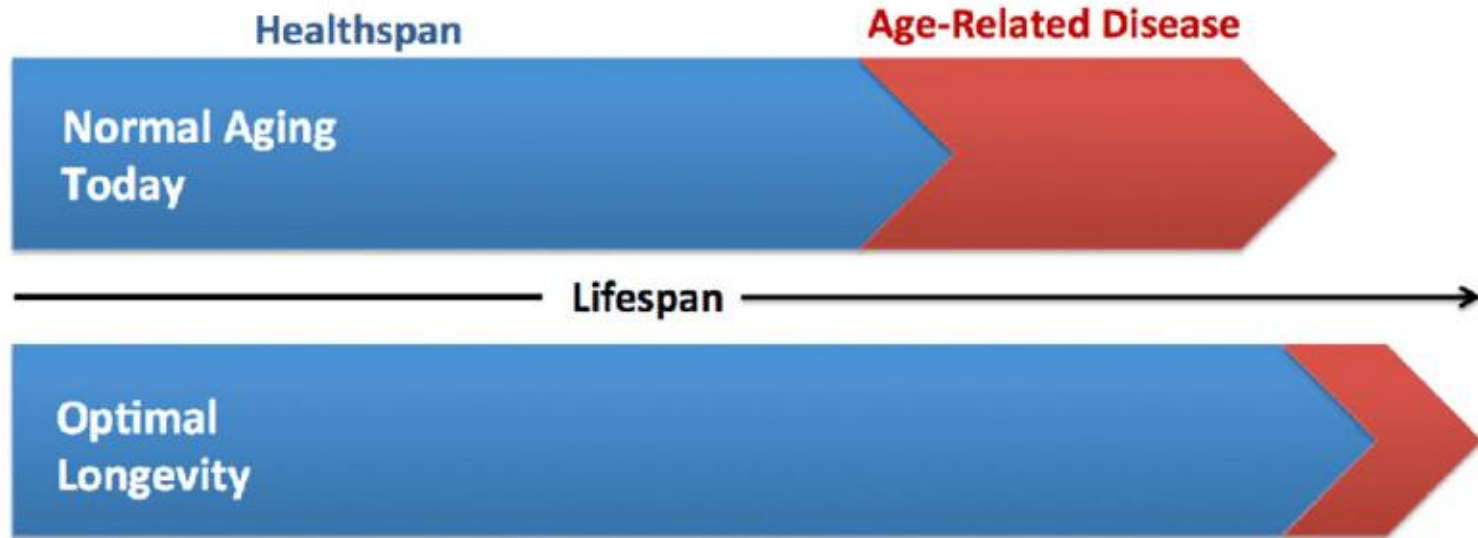 Healthspan
Age-Related Disease
Normal Aging
Today
Lifespan
Optimal
Longevity